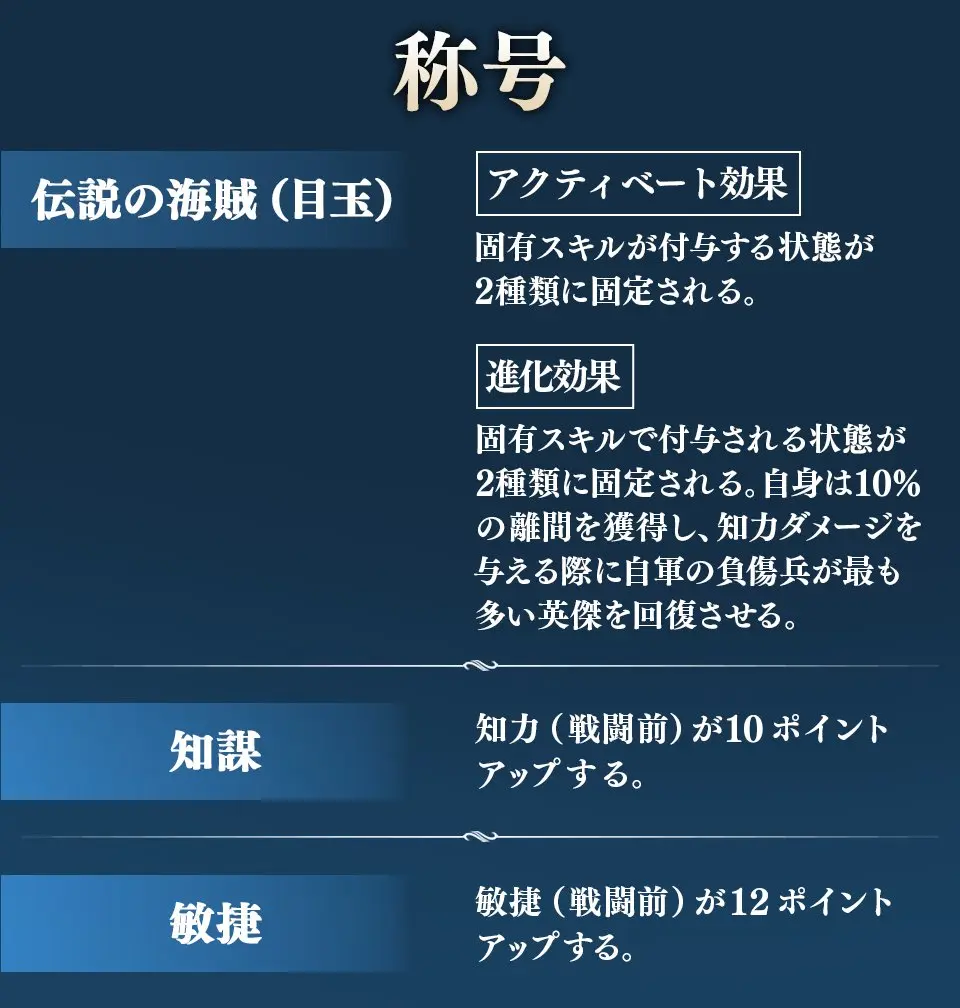 称号
伝説の海賊（目玉）
アクティベート効果
固有スキルが付与する状態が
2種類に固定される。
進化効果
固有スキルで付与される状態が
2種類に固定される。自身は10%
の離間を獲得し、知力ダメージを
与える際に自軍の負傷兵が最も
多い英傑を回復させる。
知謀
知力（戦闘前）が10ポイント
アップする。
敏捷
敏捷（戦闘前）が12ポイント
アップする。